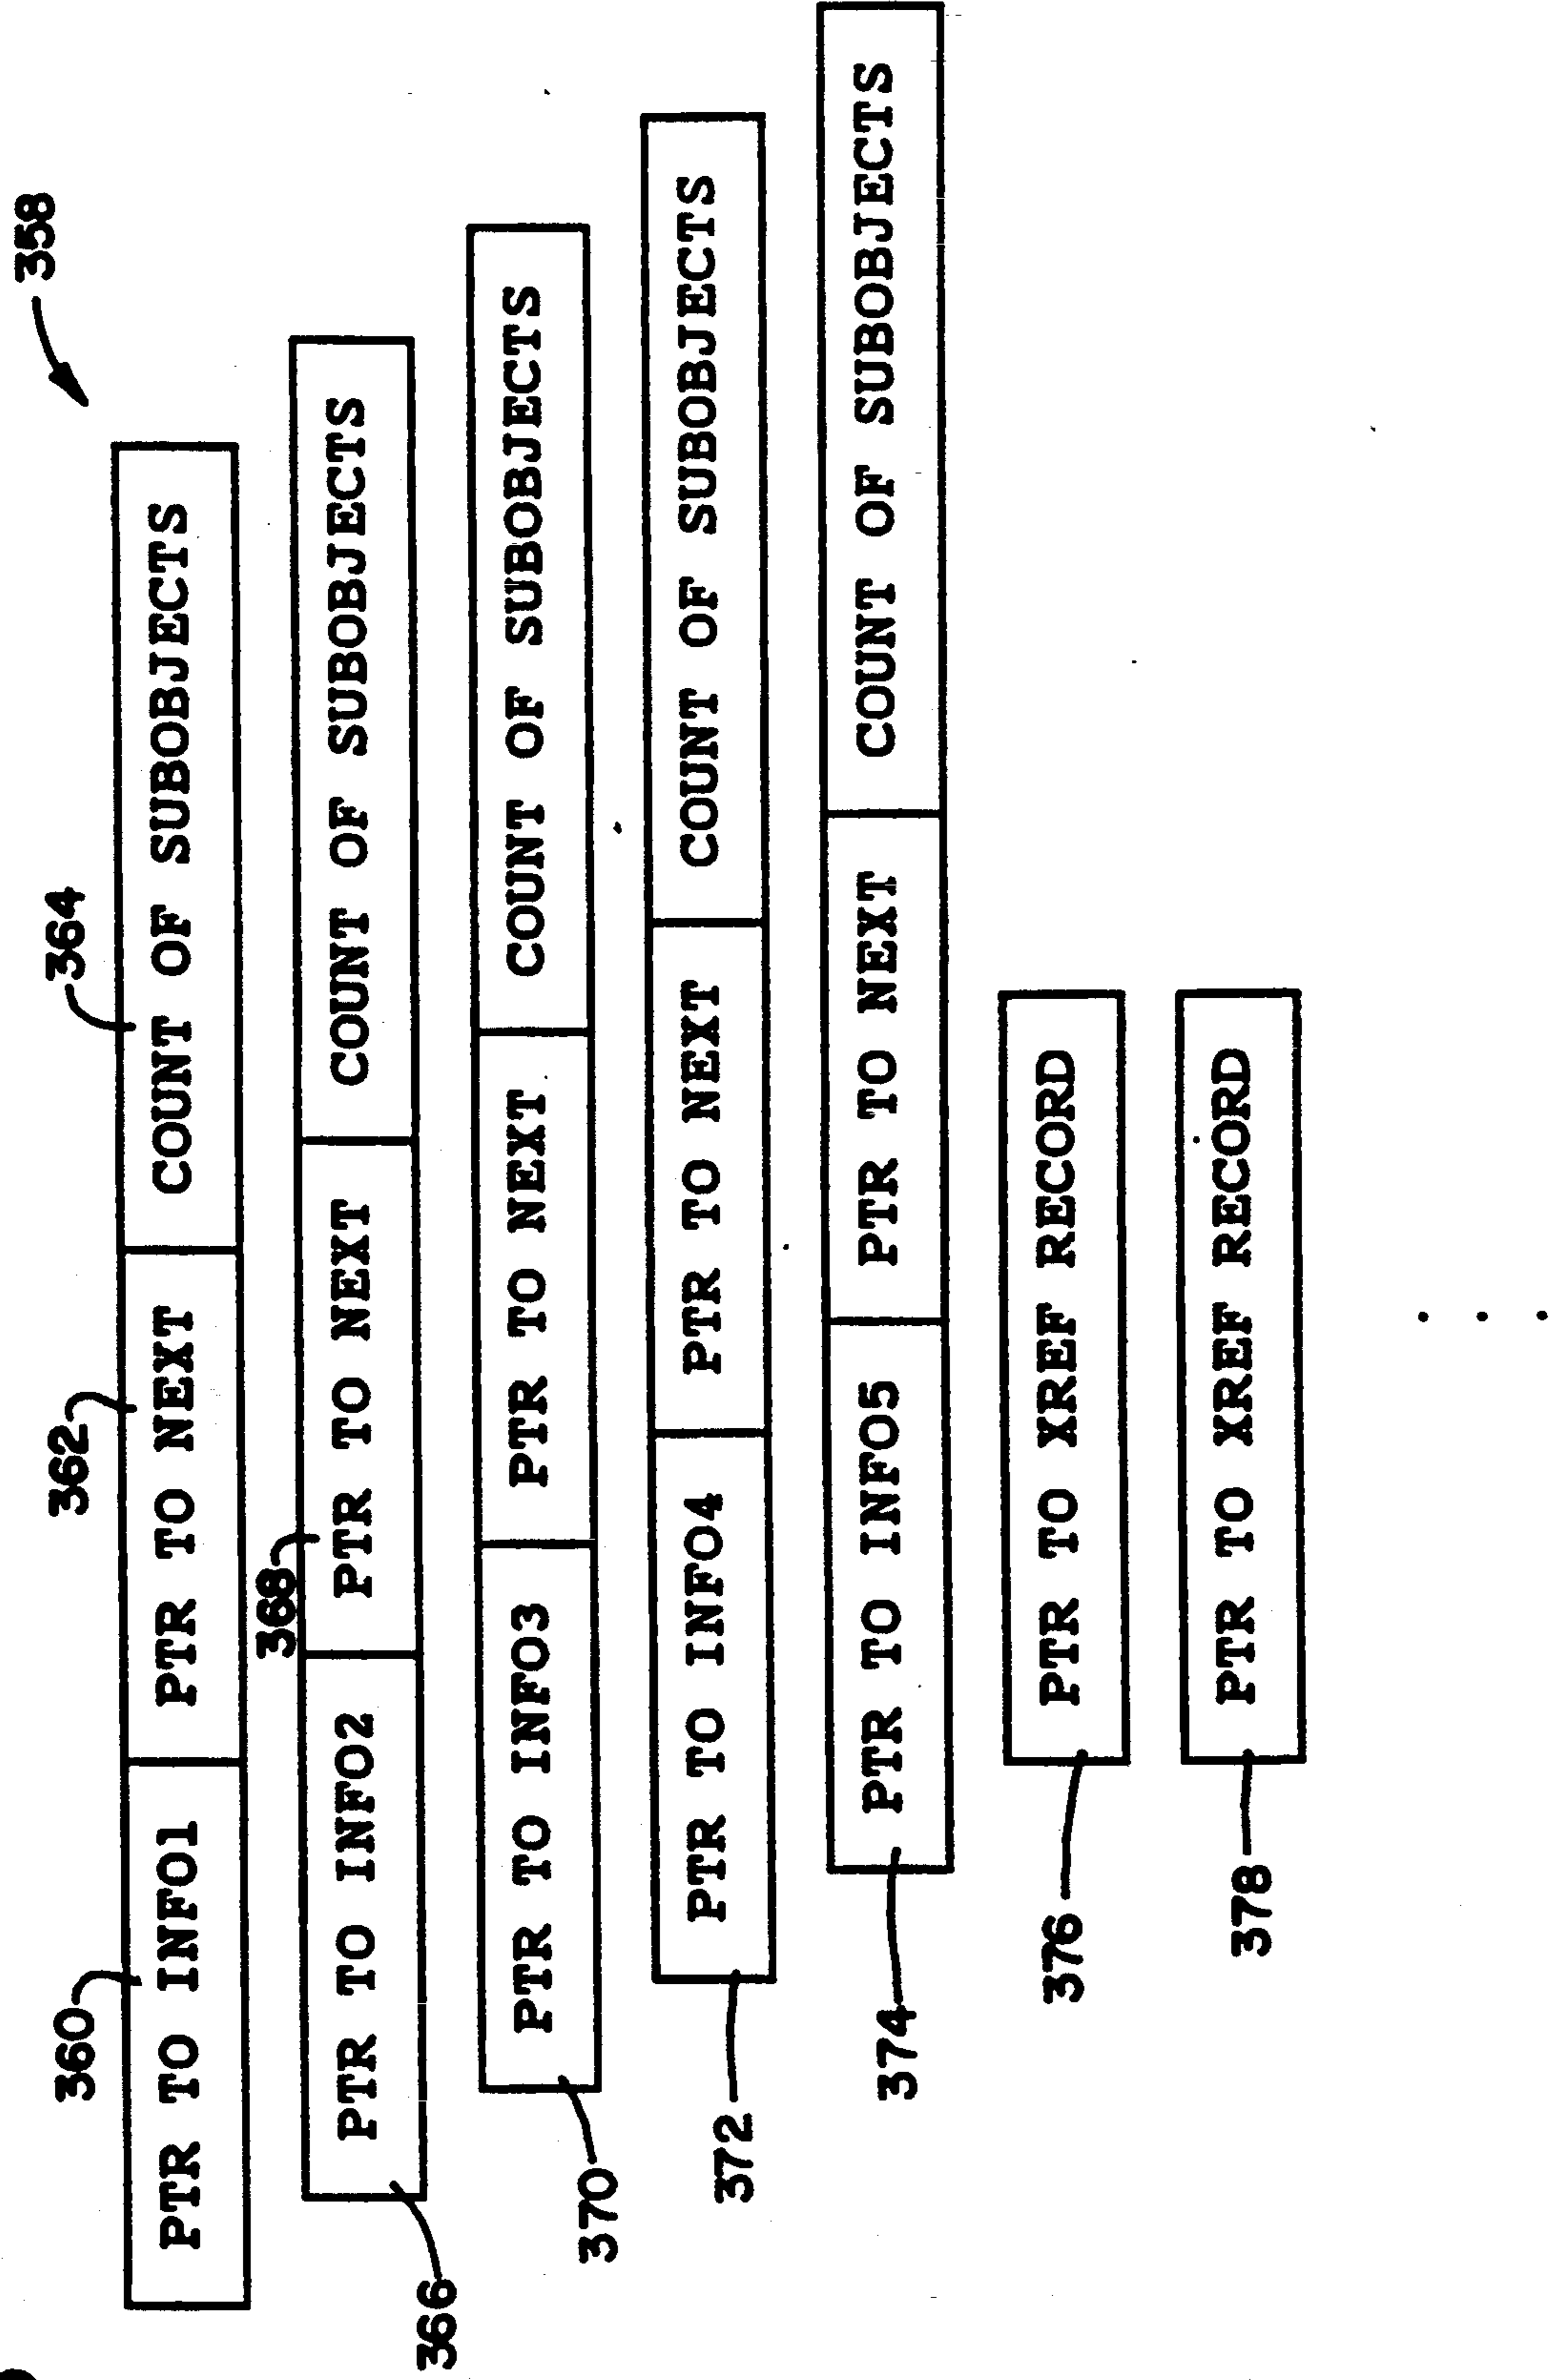 358
360 362 364
PTR TO INFO1 PTR TO NEXT COUNT OF SUBOBJECTS
368
PTR TO INFO2 PTR TO NEXT COUNT OF SUBOBJECTS
366
PTR TO INFO3 PTR TO NEXT COUNT OF SUBOBJECTS
370
PTR TO INFO4 PTR TO NEXT COUNT OF SUBOBJECTS
372
PTR TO INFO5 PTR TO NEXT COUNT OF SUBOBJECTS
374
PTR TO XREF RECORD
376
PTR TO XREF RECORD
378